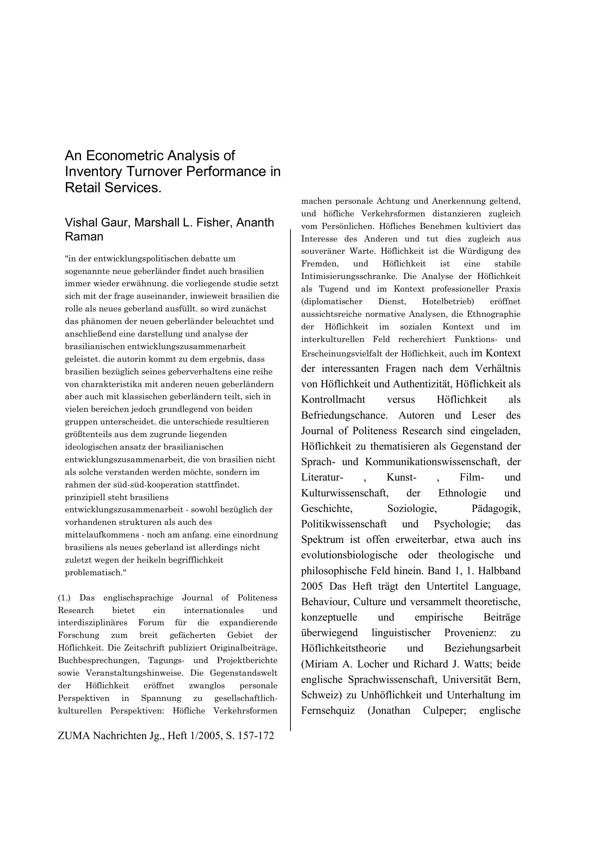 An Econometric Analysis of
Inventory Turnover Performance in
Retail Services.
Vishal Gaur, Marshall L. Fisher, Ananth
Raman
"in der entwicklungspolitischen debatte um
sogenannte neue geberländer findet auch brasilien
immer wieder erwähnung. die vorliegende studie setzt
sich mit der frage auseinander, inwieweit brasilien die
rolle als neues geberland ausfüllt. so wird zunächst
das phänomen der neuen geberländer beleuchtet und
anschließend eine darstellung und analyse der
brasilianischen entwicklungszusammenarbeit
geleistet. die autorin kommt zu dem ergebnis, dass
brasilien bezüglich seines geberverhaltens eine reihe
von charakteristika mit anderen neuen geberländern
aber auch mit klassischen geberländern teilt, sich in
vielen bereichen jedoch grundlegend von beiden
gruppen unterscheidet. die unterschiede resultieren
größtenteils aus dem zugrunde liegenden
ideologischen ansatz der brasilianischen
entwicklungszusammenarbeit, die von brasilien nicht
als solche verstanden werden möchte, sondern im
rahmen der süd-süd-kooperation stattfindet.
prinzipiell steht brasiliens
entwicklungszusammenarbeit - sowohl bezüglich der
vorhandenen strukturen als auch des
mittelaufkommens - noch am anfang. eine einordnung
brasiliens als neues geberland ist allerdings nicht
zuletzt wegen der heikeln begrifflichkeit
problematisch."
(1.) Das englischsprachige Journal of Politeness
Research bietet ein internationales und
interdisziplinäres Forum für die expandierende
Forschung zum breit gefächerten Gebiet der
Höflichkeit. Die Zeitschrift publiziert Originalbeiträge,
Buchbesprechungen, Tagungs- und Projektberichte
sowie Veranstaltungshinweise. Die Gegenstandswelt
der Höflichkeit eröffnet zwanglos personale
Perspektiven in Spannung zu gesellschaftlich-
kulturellen Perspektiven: Höfliche Verkehrsformen
machen personale Achtung und Anerkennung geltend,
und höfliche Verkehrsformen distanzieren zugleich
vom Persönlichen. Höfliches Benehmen kultiviert das
Interesse des Anderen und tut dies zugleich aus
souveräner Warte. Höflichkeit ist die Würdigung des
Fremden, und Höflichkeit ist eine stabile
Intimisierungsschranke. Die Analyse der Höflichkeit
als Tugend und im Kontext professioneller Praxis
(diplomatischer Dienst, Hotelbetrieb) eröffnet
aussichtsreiche normative Analysen, die Ethnographie
der Höflichkeit im sozialen Kontext und im
interkulturellen Feld recherchiert Funktions- und
Erscheinungsvielfalt der Höflichkeit, auch im Kontext
der interessanten Fragen nach dem Verhältnis
von Höflichkeit und Authentizität, Höflichkeit als
Kontrollmacht versus Höflichkeit als
Befriedungschance. Autoren und Leser des
Journal of Politeness Research sind eingeladen,
Höflichkeit zu thematisieren als Gegenstand der
Sprach- und Kommunikationswissenschaft, der
Literatur- , Kunst- , Film- und
Kulturwissenschaft, der Ethnologie und
Geschichte, Soziologie, Pädagogik,
Politikwissenschaft und Psychologie; das
Spektrum ist offen erweiterbar, etwa auch ins
evolutionsbiologische oder theologische und
philosophische Feld hinein. Band 1, 1. Halbband
2005 Das Heft trägt den Untertitel Language,
Behaviour, Culture und versammelt theoretische,
konzeptuelle und empirische Beiträge
überwiegend linguistischer Provenienz: zu
Höflichkeitstheorie und Beziehungsarbeit
(Miriam A. Locher und Richard J. Watts; beide
englische Sprachwissenschaft, Universität Bern,
Schweiz) zu Unhöflichkeit und Unterhaltung im
Fernsehquiz (Jonathan Culpeper; englische
ZUMA Nachrichten Jg., Heft 1/2005, S. 157-172